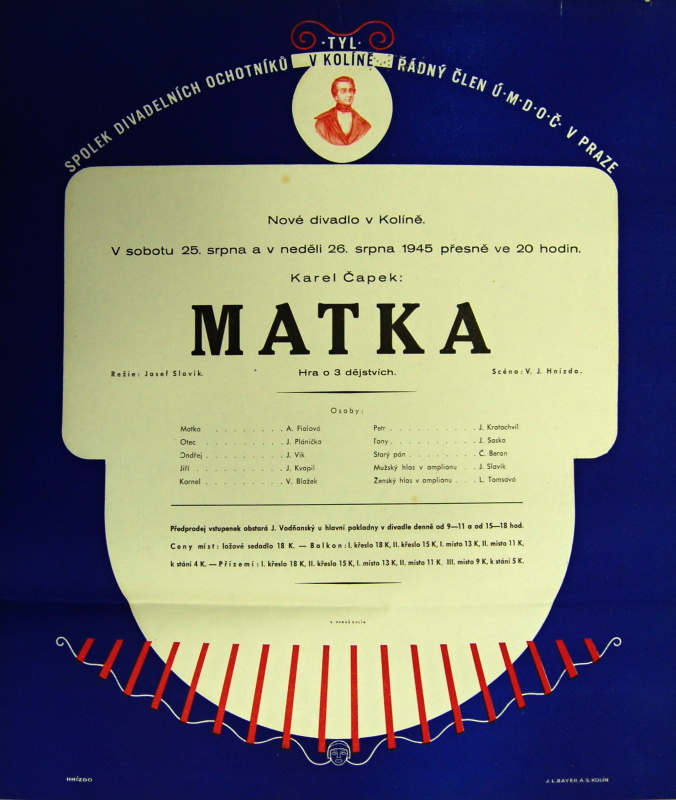 ·TYL·
V KOLÍNĚ
SPOLEK DIVADELNÍCH OCHOTNÍKŮ
ŘÁDNÝ ČLEN Ú·M·D·O·Č· V PRAZE
Nové divadlo v Kolíně.
V sobotu 25. srpna a v neděli 26. srpna 1945 přesně ve 20 hodin.
Karel Čapek:
MATKA
Režie: Josef Slavík. Hra o 3 dějstvích. Scéna: V. J. Hnízdo.
Osoby:
Matka . . . . . . . . A. Fialová
Otec . . . . . . . . . J. Plánička
Ondřej . . . . . . . . J. Vik
Jiří . . . . . . . . . J. Kvapil
Kornel . . . . . . . . V. Blažek
Petr . . . . . . . . . J. Kratochvíl
Tony . . . . . . . . . J. Saska
Starý pán . . . . . . . Č. Beran
Mužský hlas v amplionu . . J. Slavík
Ženský hlas v amplionu . . . L. Tomsová
Předprodej vstupenek obstará J. Vodňanský u hlavní pokladny v divadle denně od 9—11 a od 15—18 hod.
Ceny míst: ložové sedadlo 18 K. — Balkon: I. křeslo 18 K, II. křeslo 15 K, I. místo 13 K, II. místo 11 K,
k stání 4 K. — Přízemí: I. křeslo 18 K, II. křeslo 15 K, I. místo 13 K, II. místo 11 K, III. místo 9 K, k stání 5 K.
HNÍZDO
J. L. BAYER. A. S. KOLÍN